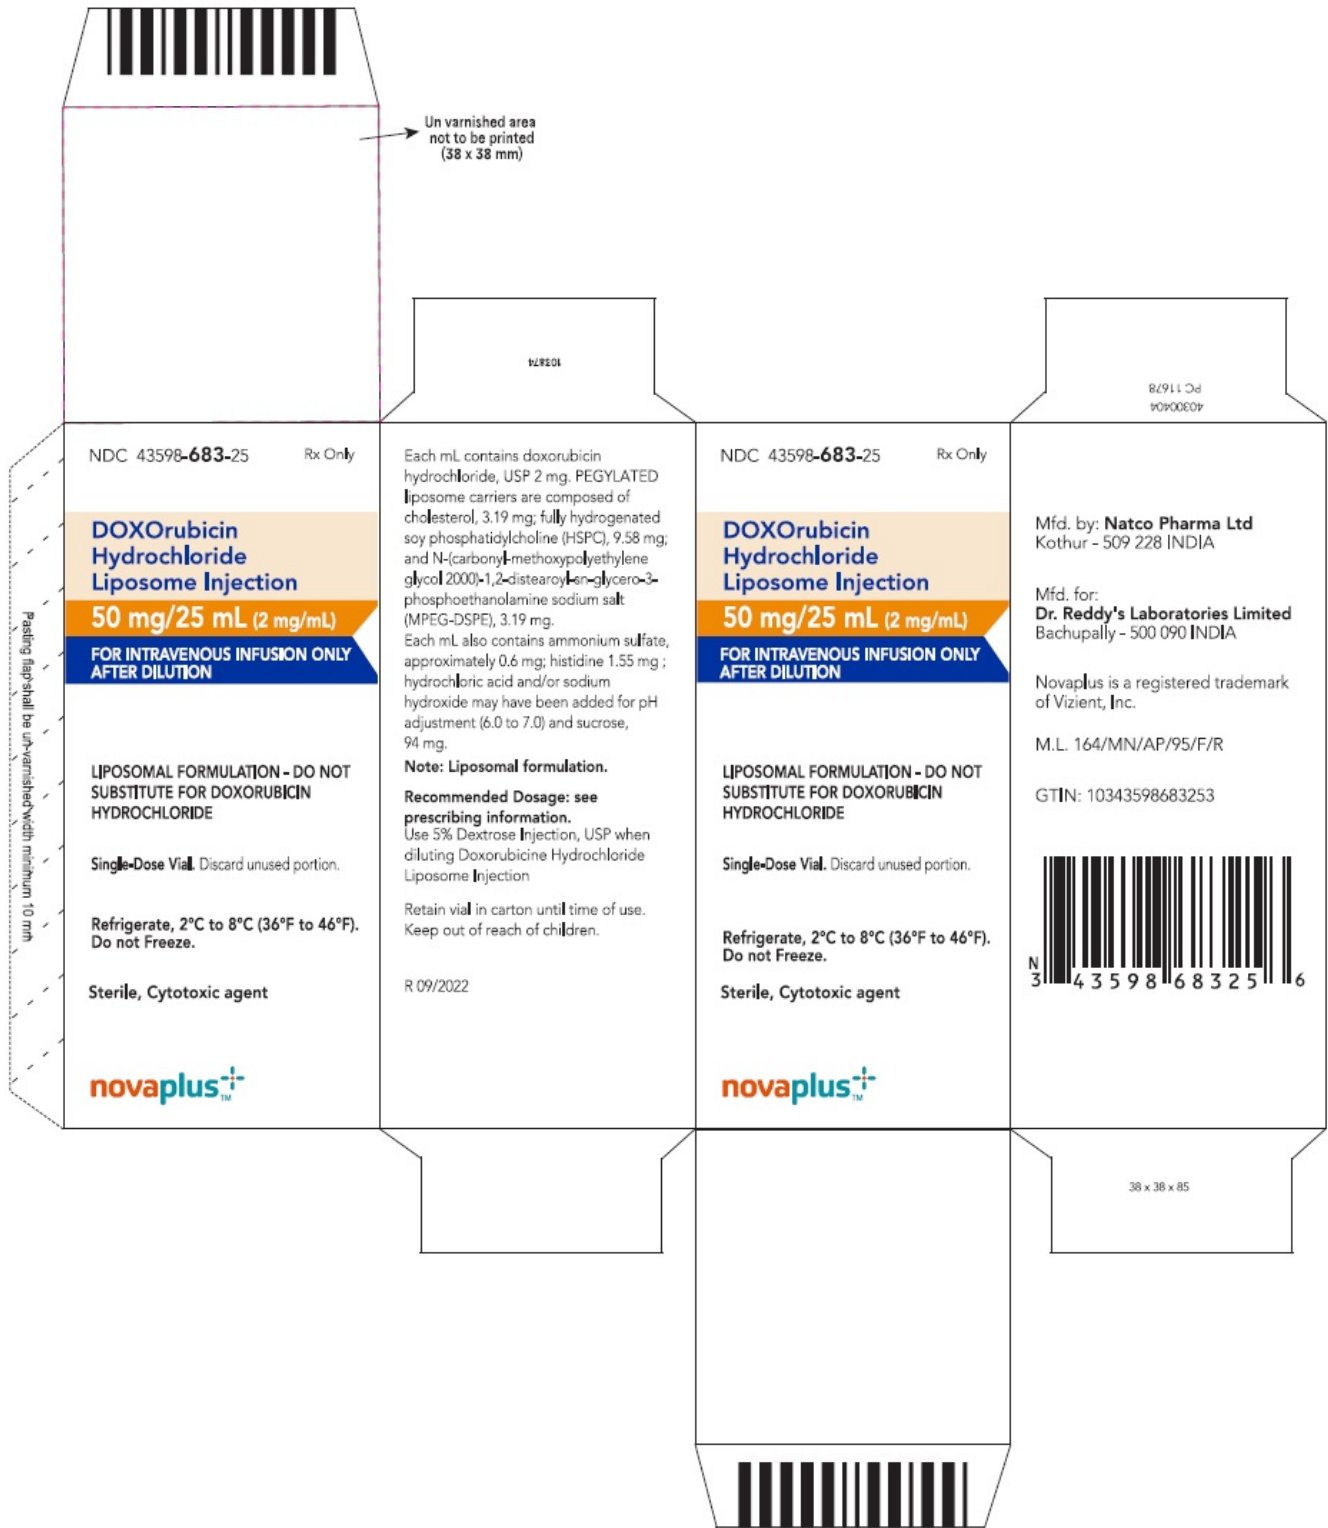 Un varnished area
not to be printed
(38 x 38 mm)
103874
40300404
PC 11678
Pasting flap shall be un-varnished width minimum 10 mm
NDC 43598-683-25 Rx Only
DOXOrubicin
Hydrochloride
Liposome Injection
50 mg/25 mL (2 mg/mL)
FOR INTRAVENOUS INFUSION ONLY
AFTER DILUTION
LIPOSOMAL FORMULATION - DO NOT
SUBSTITUTE FOR DOXORUBICIN
HYDROCHLORIDE
Single-Dose Vial. Discard unused portion.
Refrigerate, 2°C to 8°C (36°F to 46°F).
Do not Freeze.
Sterile, Cytotoxic agent
novaplus™
Each mL contains doxorubicin
hydrochloride, USP 2 mg. PEGYLATED
liposome carriers are composed of
cholesterol, 3.19 mg; fully hydrogenated
soy phosphatidylcholine (HSPC), 9.58 mg;
and N-(carbonyl-methoxypolyethylene
glycol 2000)-1,2-distearoyl-sn-glycero-3-
phosphoethanolamine sodium salt
(MPEG-DSPE), 3.19 mg.
Each mL also contains ammonium sulfate,
approximately 0.6 mg; histidine 1.55 mg ;
hydrochloric acid and/or sodium
hydroxide may have been added for pH
adjustment (6.0 to 7.0) and sucrose,
94 mg.
Note: Liposomal formulation.
Recommended Dosage: see
prescribing information.
Use 5% Dextrose Injection, USP when
diluting Doxorubicine Hydrochloride
Liposome Injection
Retain vial in carton until time of use.
Keep out of reach of children.
R 09/2022
NDC 43598-683-25 Rx Only
DOXOrubicin
Hydrochloride
Liposome Injection
50 mg/25 mL (2 mg/mL)
FOR INTRAVENOUS INFUSION ONLY
AFTER DILUTION
LIPOSOMAL FORMULATION - DO NOT
SUBSTITUTE FOR DOXORUBICIN
HYDROCHLORIDE
Single-Dose Vial. Discard unused portion.
Refrigerate, 2°C to 8°C (36°F to 46°F).
Do not Freeze.
Sterile, Cytotoxic agent
novaplus™
Mfd. by: Natco Pharma Ltd
Kothur - 509 228 INDIA
Mfd. for:
Dr. Reddy's Laboratories Limited
Bachupally - 500 090 INDIA
Novaplus is a registered trademark
of Vizient, Inc.
M.L. 164/MN/AP/95/F/R
GTIN: 10343598683253
N
3 43598 68325 6
38 x 38 x 85